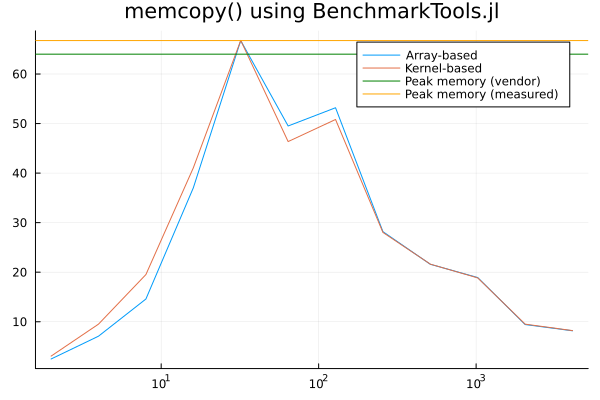 memcopy() using BenchmarkTools.jl
Array-based
Kernel-based
Peak memory (vendor)
Peak memory (measured)
60
50
40
30
20
10
10¹ 10² 10³